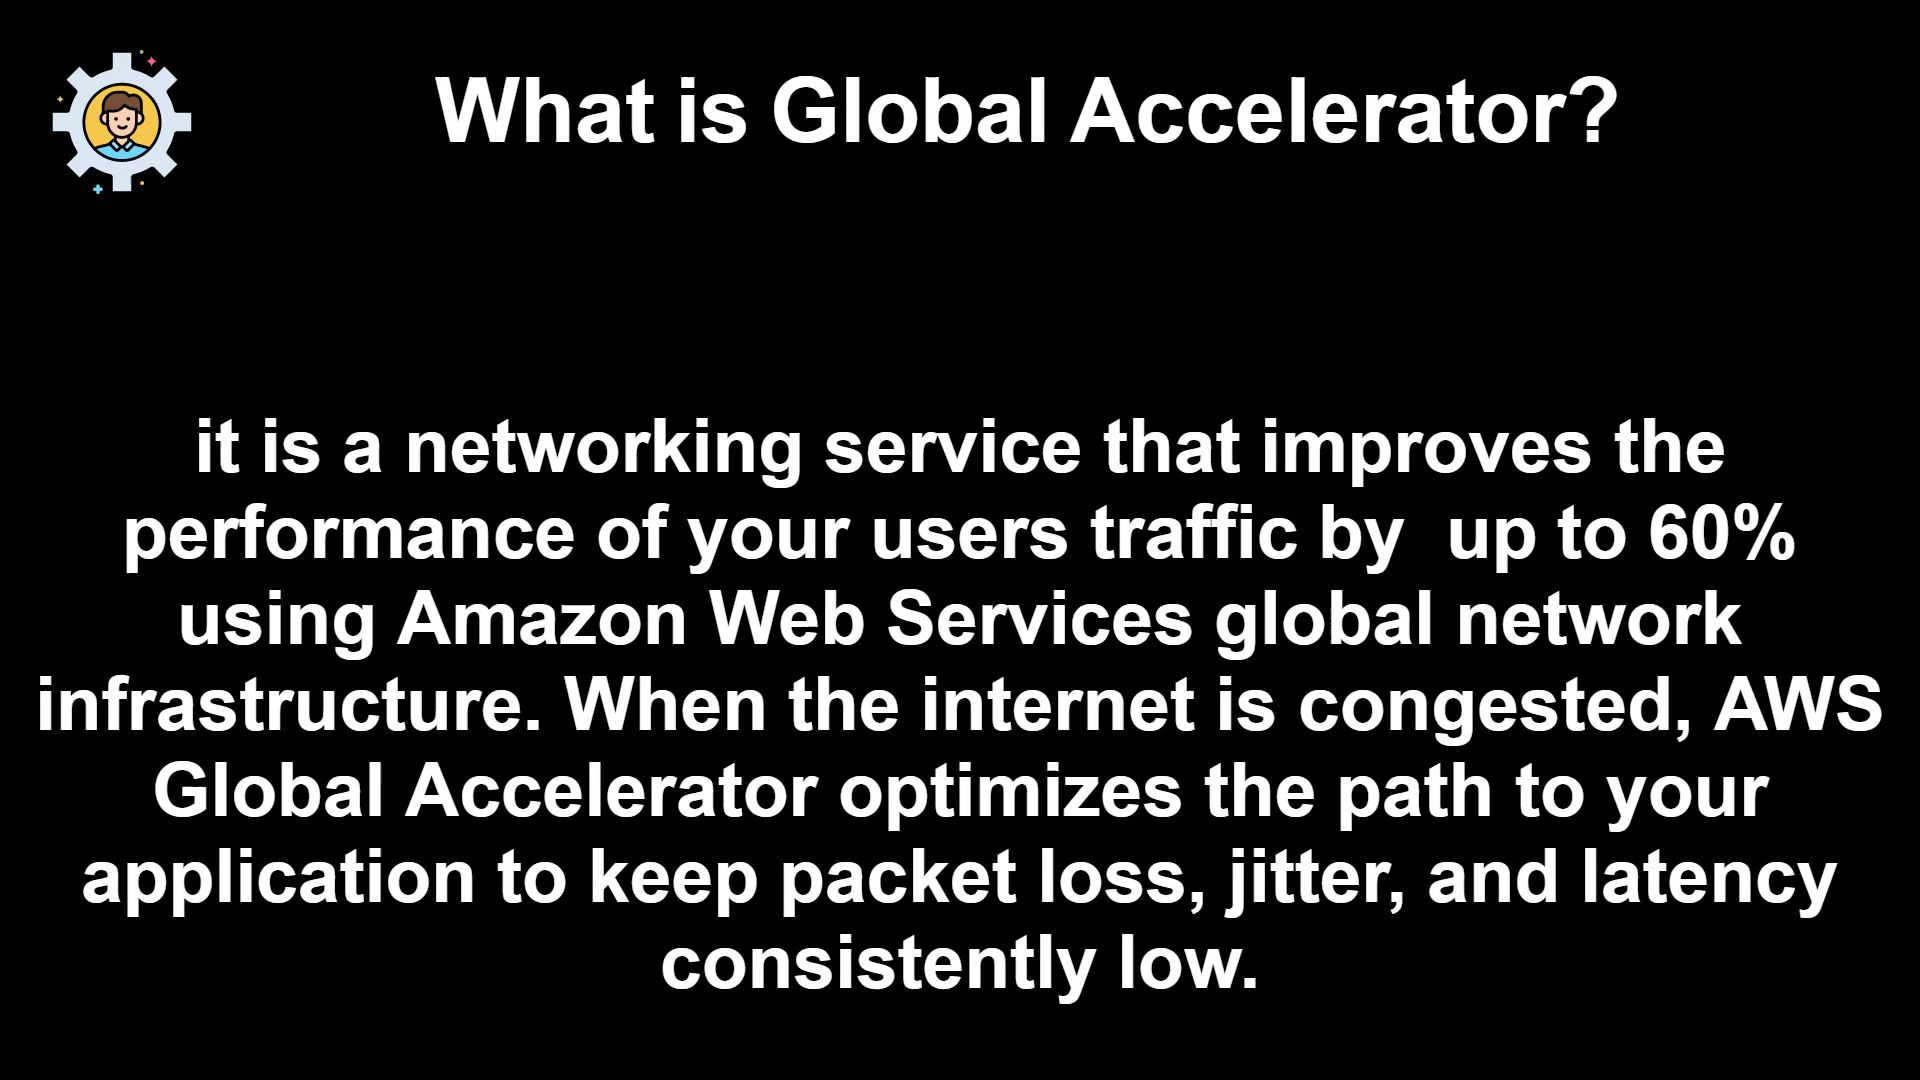 What is Global Accelerator?
it is a networking service that improves the
performance of your users traffic by  up to 60%
using Amazon Web Services global network
infrastructure. When the internet is congested, AWS
Global Accelerator optimizes the path to your
application to keep packet loss, jitter, and latency
consistently low.